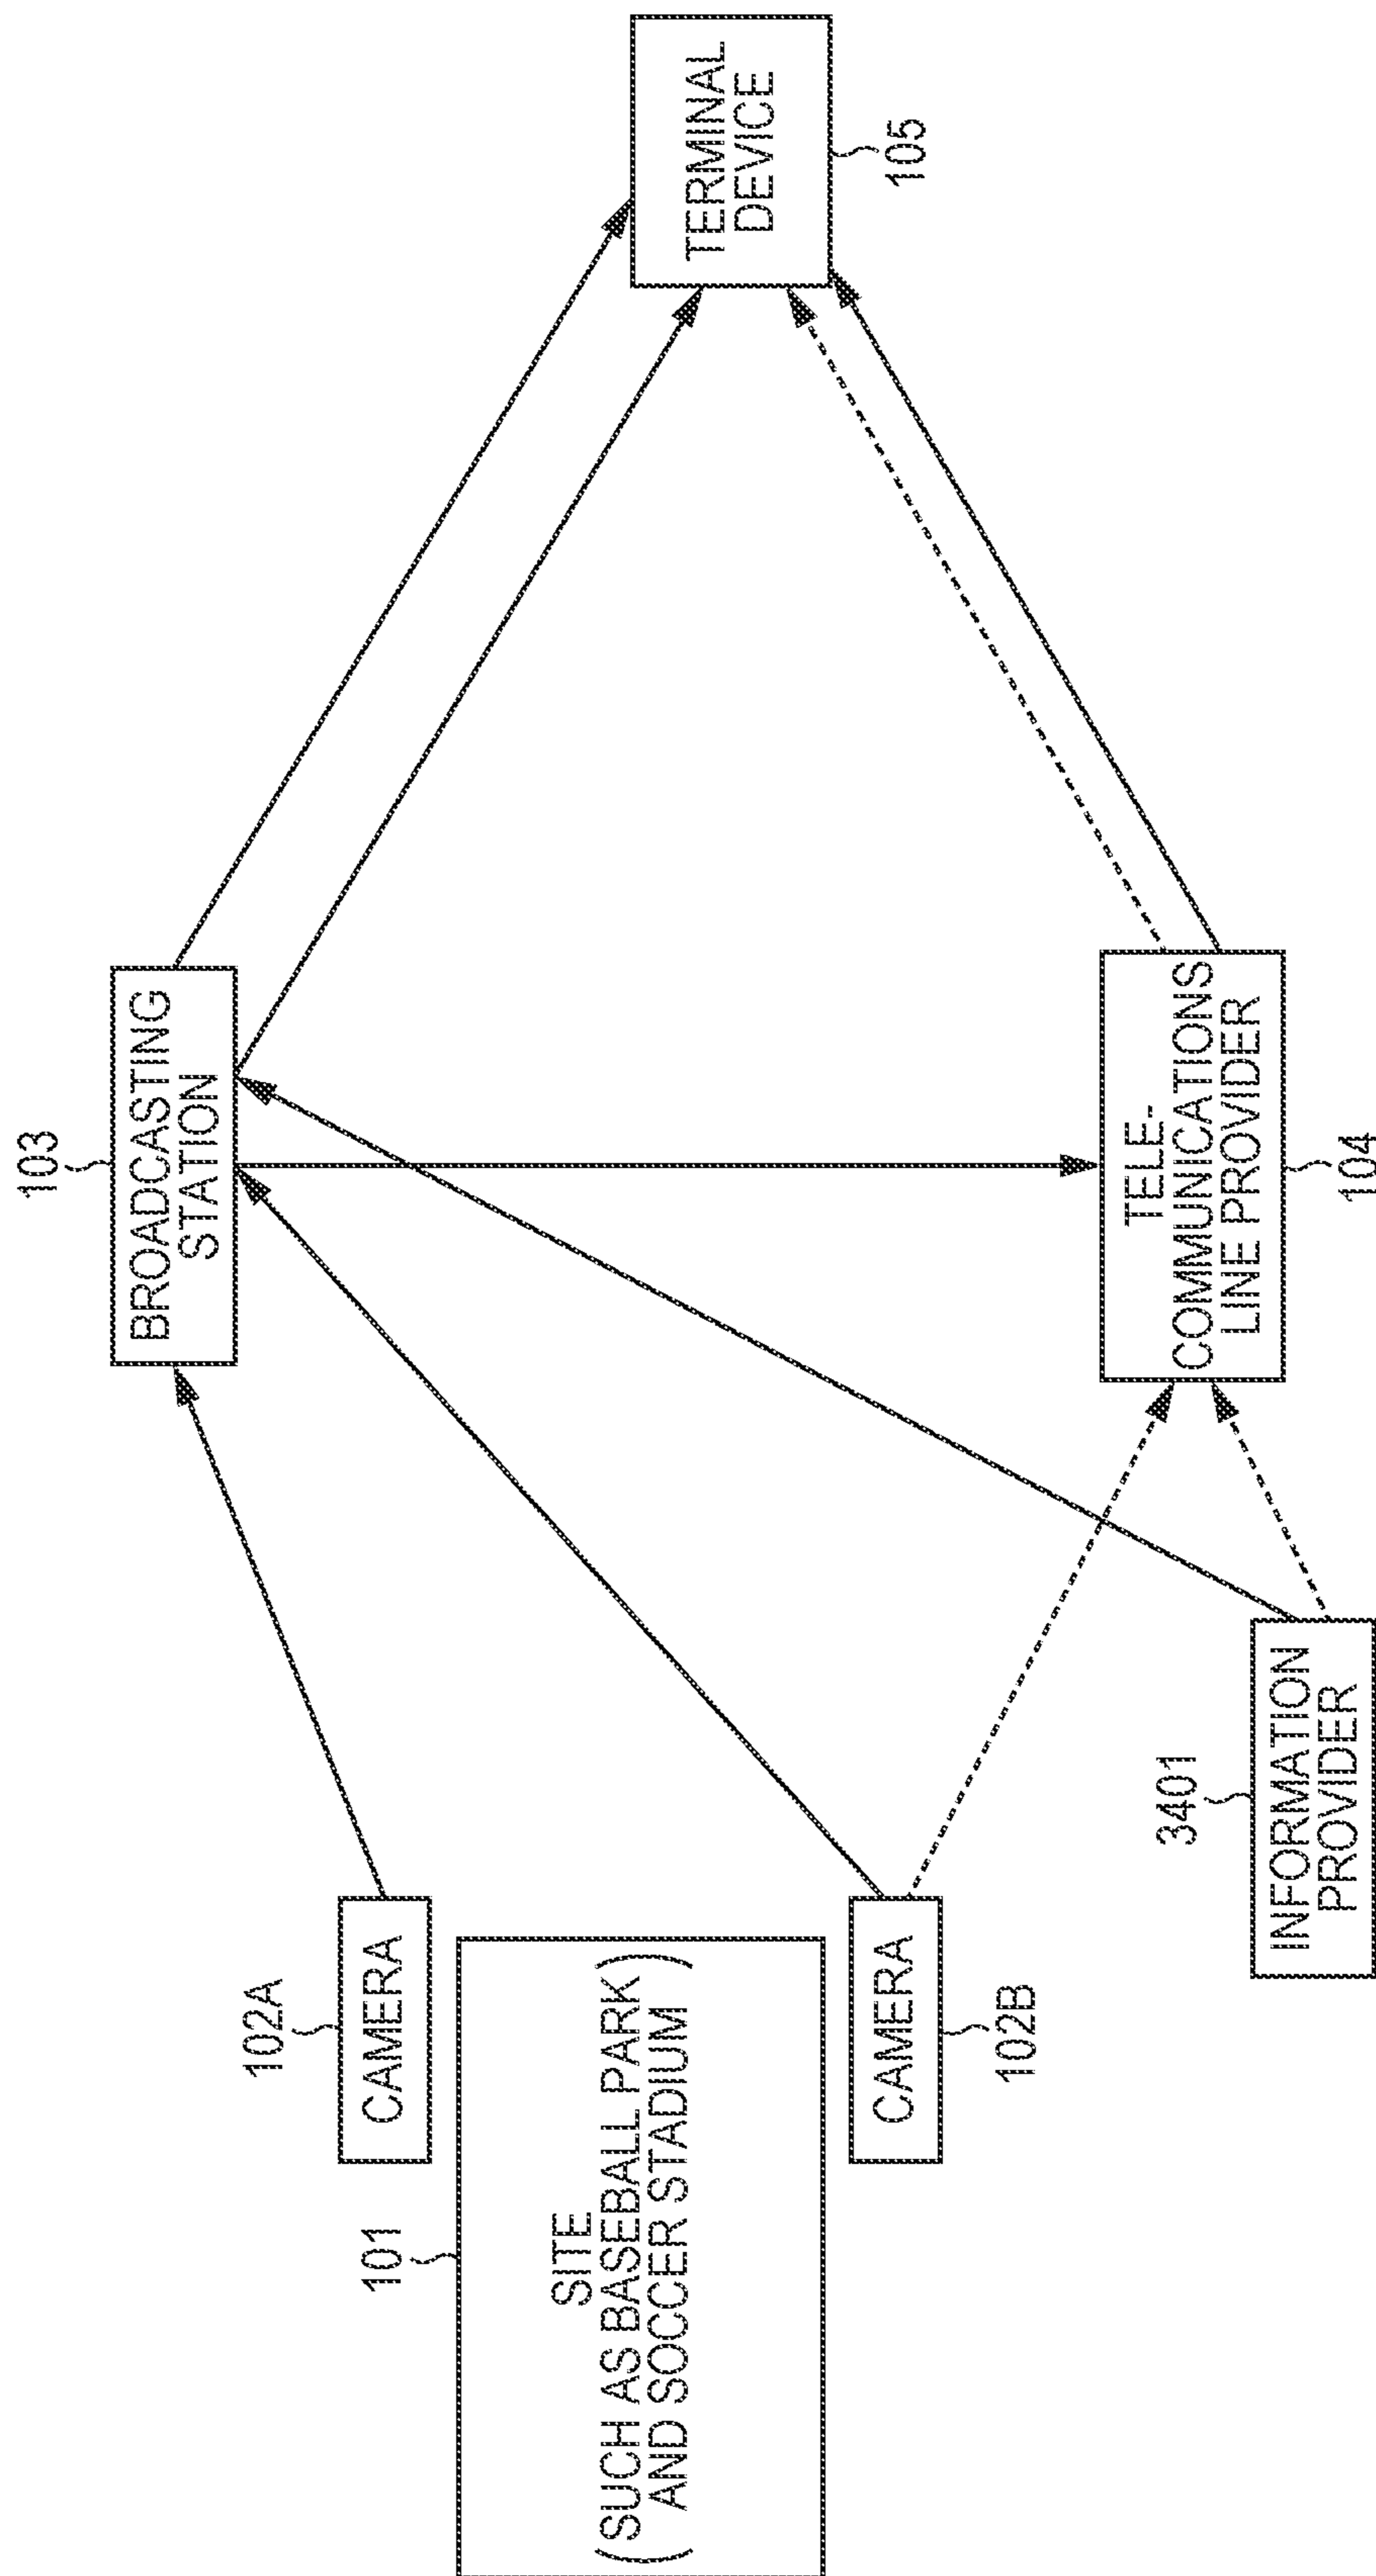 103
BROADCASTING
STATION
TERMINAL
DEVICE
105
102A
CAMERA
101
SITE
(SUCH AS BASEBALL PARK
AND SOCCER STADIUM)
CAMERA
102B
TELE-
COMMUNICATIONS
LINE PROVIDER
104
3401
INFORMATION
PROVIDER